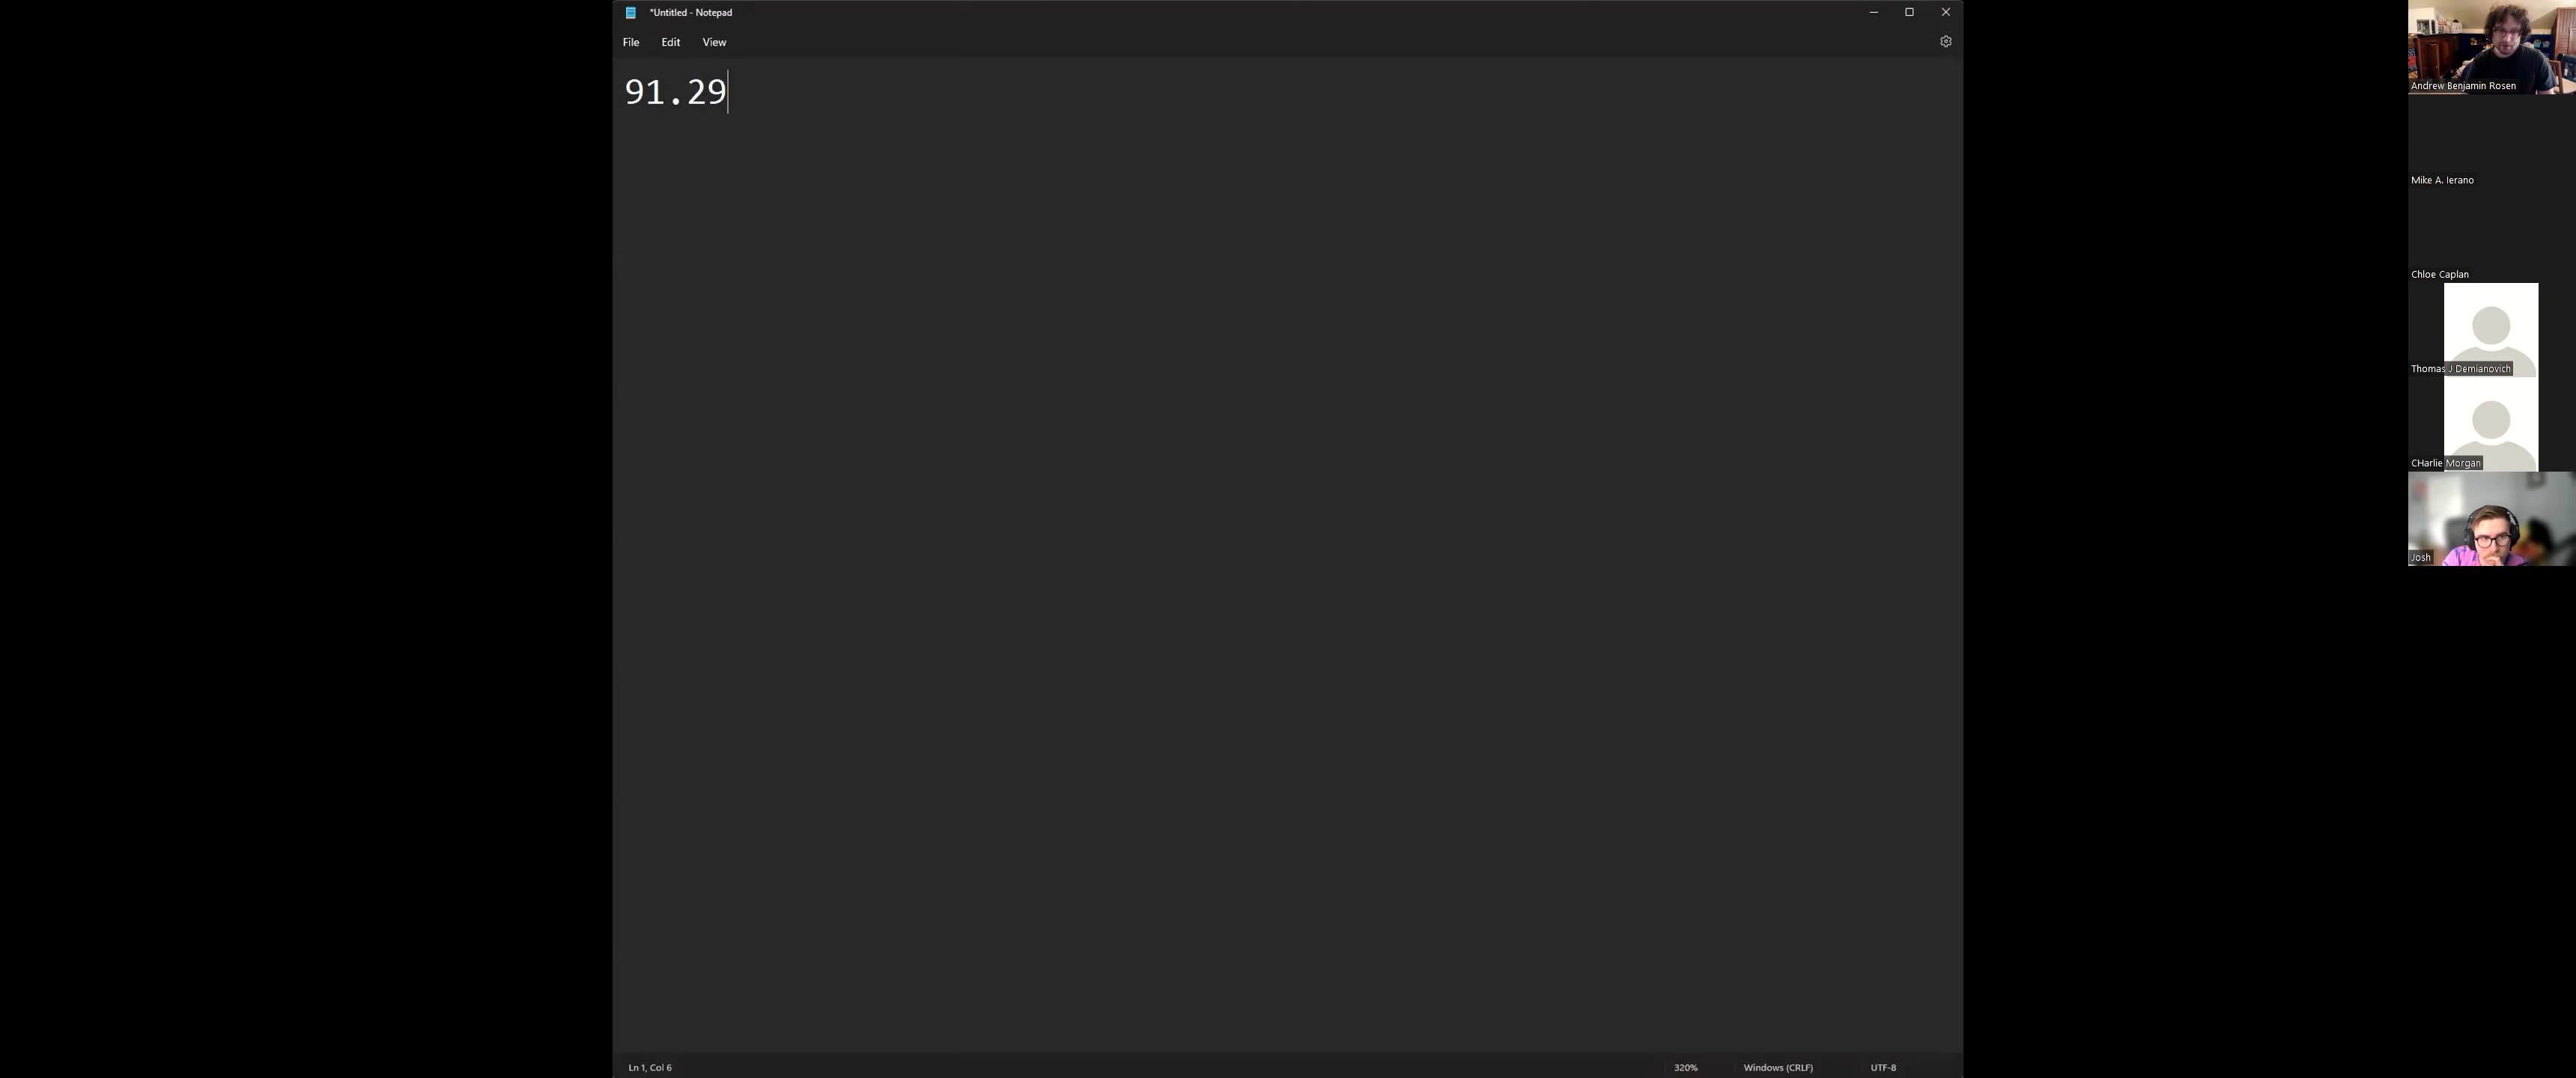 *Untitled - Notepad
File Edit View
91.29
Ln 1, Col 6 320% Windows (CRLF) UTF-8
Andrew Benjamin Rosen
Mike A. Ierano
Chloe Caplan
Thomas J Demianovich
CHarlie Morgan
Josh